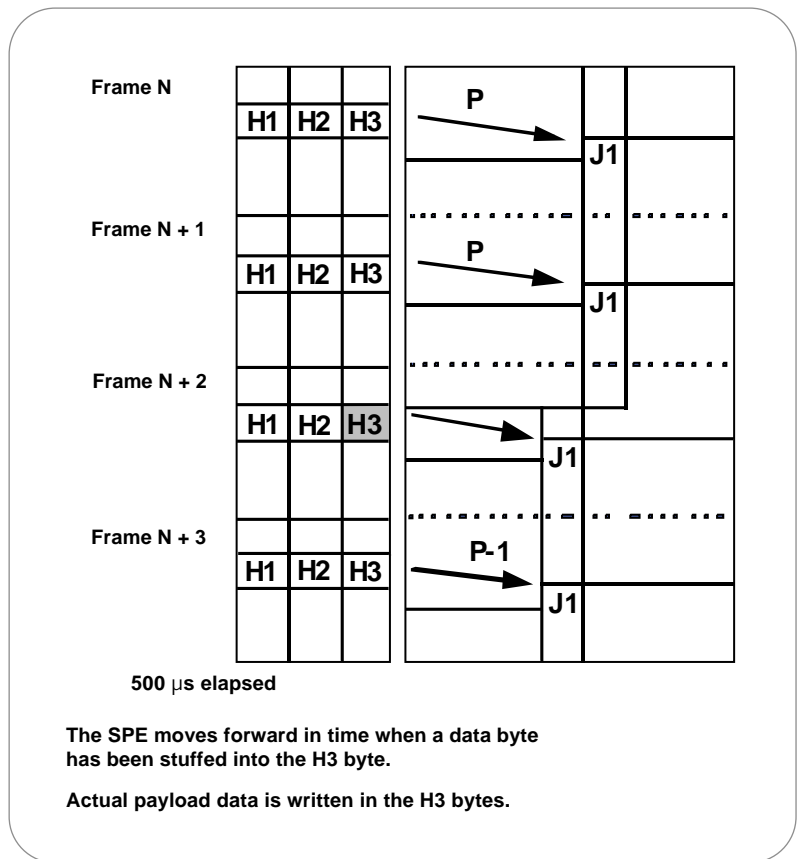 Frame N
P
H1 H2 H3
J1
Frame N + 1
P
H1 H2 H3
J1
Frame N + 2
H1 H2 H3
J1
Frame N + 3
P-1
H1 H2 H3
J1
500 μs elapsed
The SPE moves forward in time when a data byte
has been stuffed into the H3 byte.
Actual payload data is written in the H3 bytes.